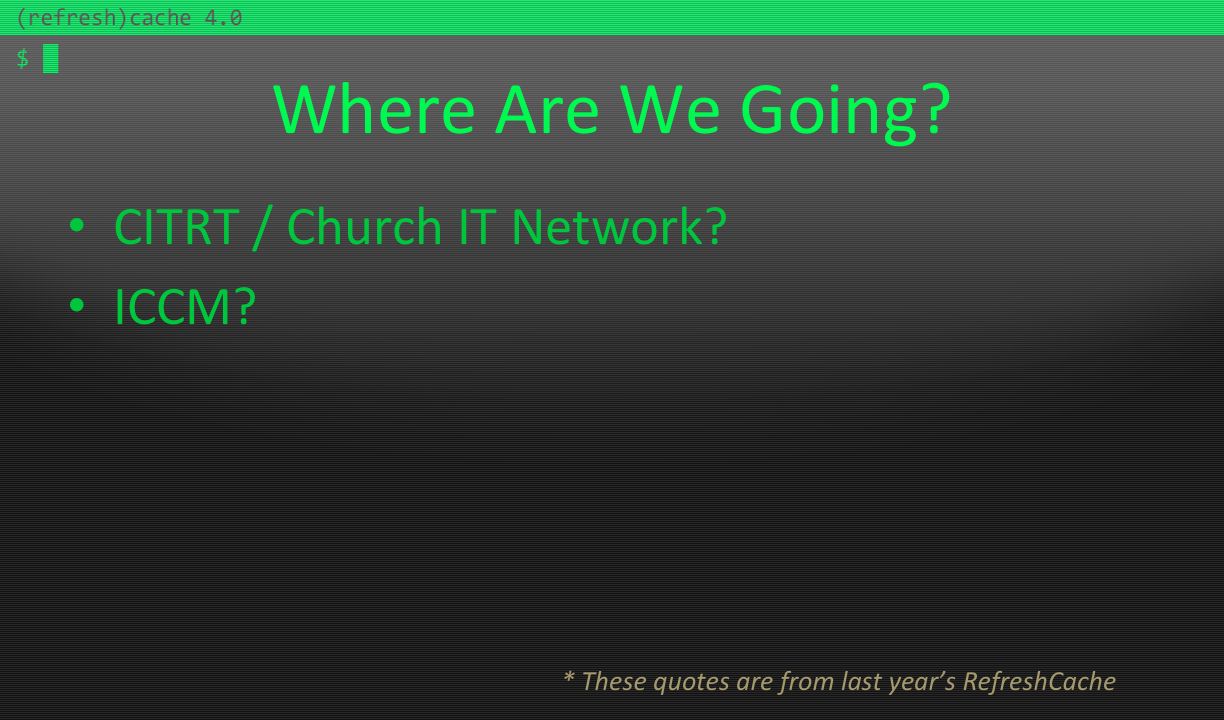 (refresh)cache 4.0
$
Where Are We Going?
• CITRT / Church IT Network?
• ICCM?
* These quotes are from last year’s RefreshCache